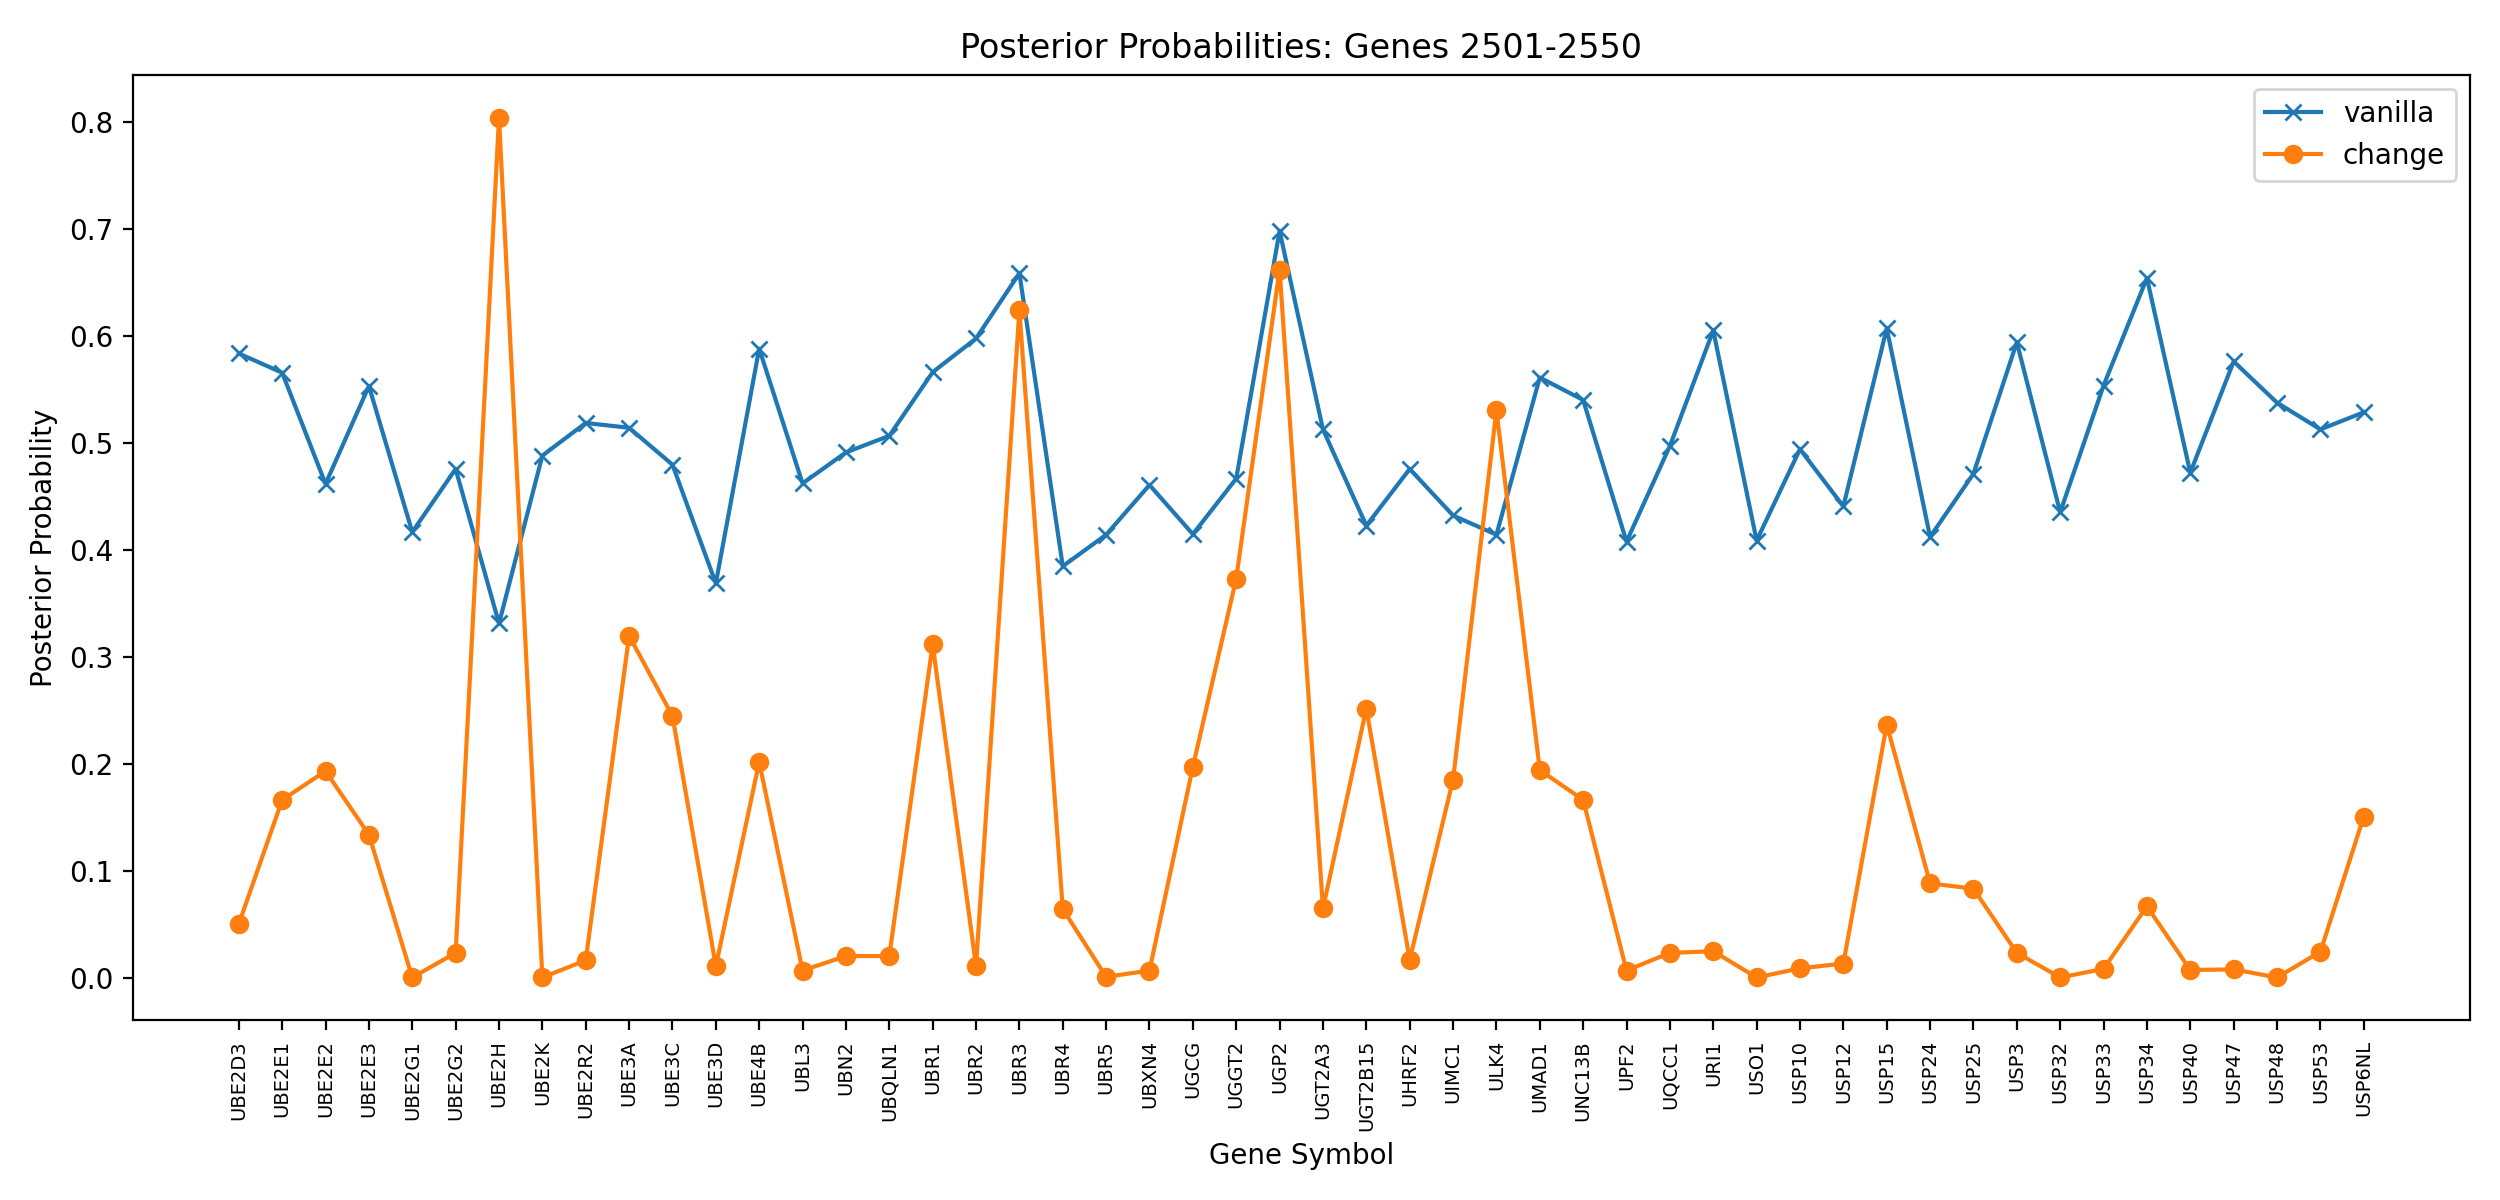 Posterior Probabilities: Genes 2501-2550
vanilla
change
Posterior Probability
0.8
0.7
0.6
0.5
0.4
0.3
0.2
0.1
0.0
UBE2D3
UBE2E1
UBE2E2
UBE2E3
UBE2G1
UBE2G2
UBE2H
UBE2K
UBE2R2
UBE3A
UBE3C
UBE3D
UBE4B
UBL3
UBN2
UBQLN1
UBR1
UBR2
UBR3
UBR4
UBR5
UBXN4
UGCG
UGGT2
UGP2
UGT2A3
UGT2B15
UHRF2
UIMC1
ULK4
UMAD1
UNC13B
UPF2
UQCC1
URI1
USO1
USP10
USP12
USP15
USP24
USP25
USP3
USP32
USP33
USP34
USP40
USP47
USP48
USP53
USP6NL
Gene Symbol